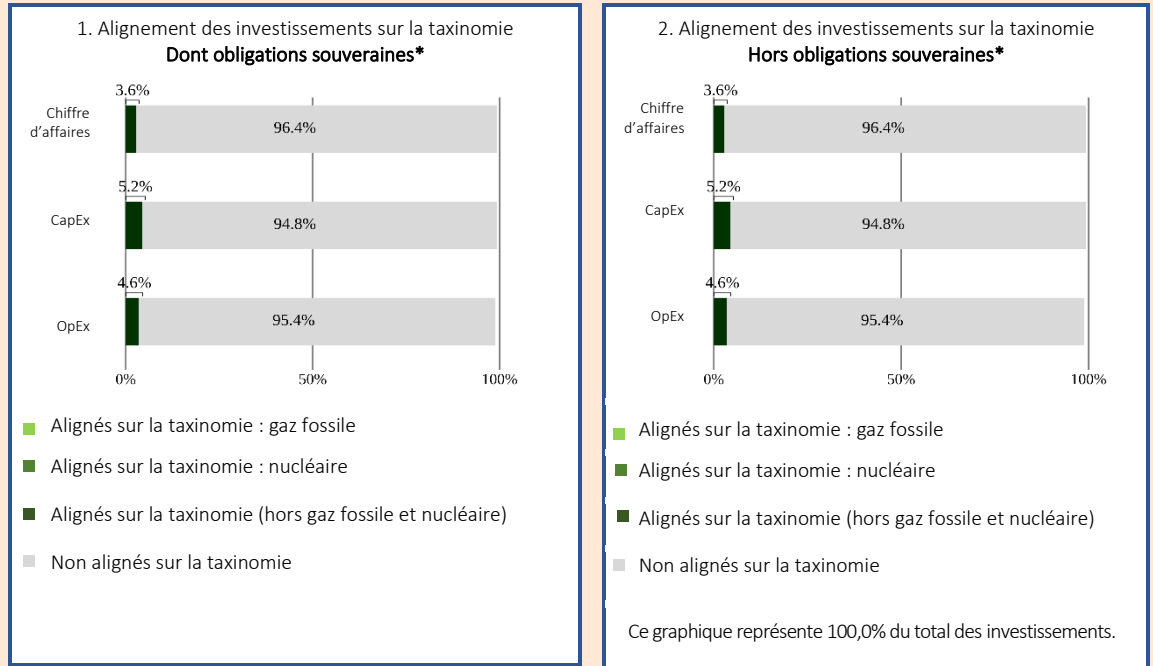 1. Alignement des investissements sur la taxinomie
Dont obligations souveraines*
3.6%
Chiffre
d'affaires
96.4%
5.2%
CapEx
94.8%
4.6%
OpEx
95.4%
0%
50%
100%
Alignés sur la taxinomie : gaz fossile
Alignés sur la taxinomie : nucléaire
Alignés sur la taxinomie (hors gaz fossile et nucléaire)
Non alignés sur la taxinomie
2. Alignement des investissements sur la taxinomie
Hors obligations souveraines*
3.6%
Chiffre
d'affaires
96.4%
5.2%
CapEx
94.8%
4.6%
OpEx
95.4%
0%
50%
100%
Alignés sur la taxinomie : gaz fossile
Alignés sur la taxinomie : nucléaire
Alignés sur la taxinomie (hors gaz fossile et nucléaire)
Non alignés sur la taxinomie
Ce graphique représente 100,0% du total des investissements.